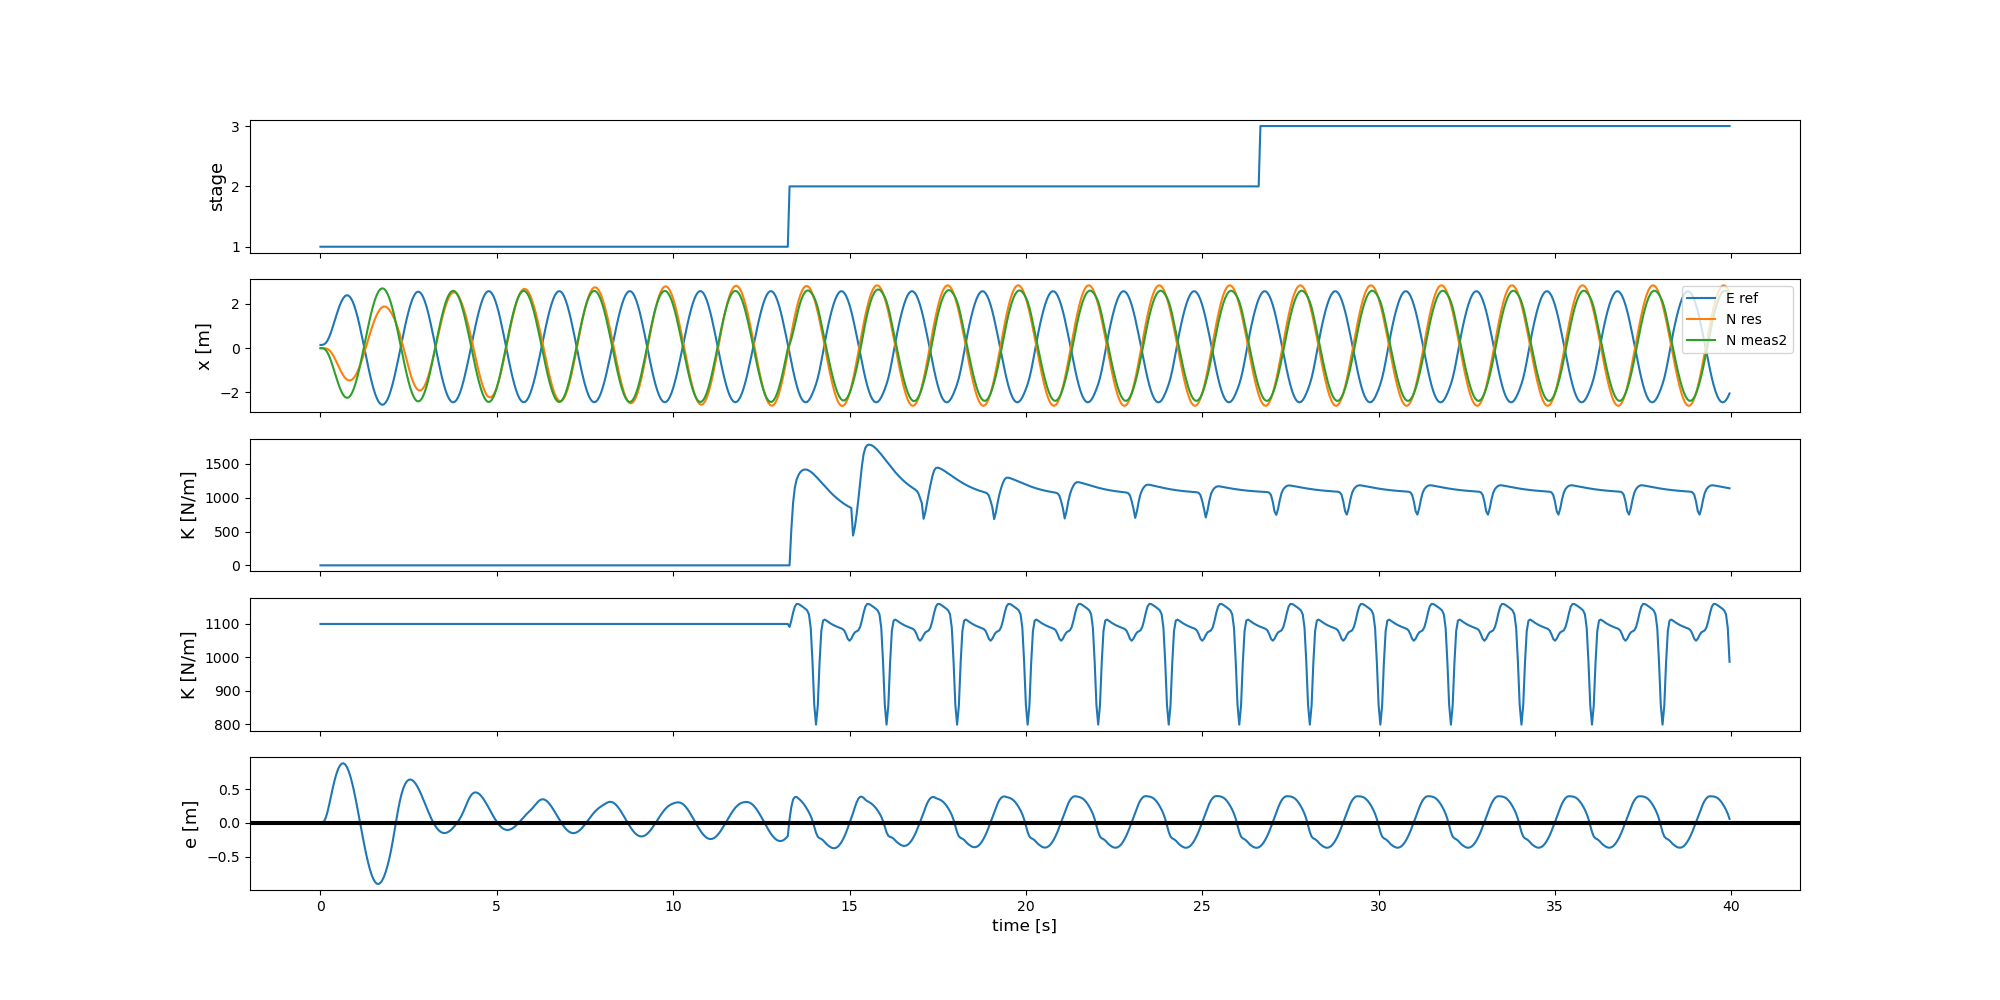 3
2
1
stage
2
0
−2
x [m]
E ref
N res
N meas2
1500
1000
500
0
K [N/m]
1100
1000
900
800
K [N/m]
0.5
0.0
−0.5
e [m]
0 5 10 15 20 25 30 35 40
time [s]